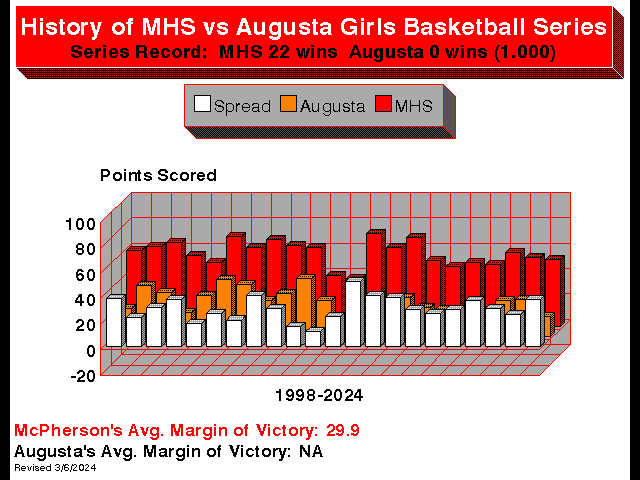 History of MHS vs Augusta Girls Basketball Series
Series Record: MHS 22 wins Augusta 0 wins (1.000)
Spread Augusta MHS
Points Scored
100
80
60
40
20
0
-20
1998-2024
McPherson's Avg. Margin of Victory: 29.9
Augusta's Avg. Margin of Victory: NA
Revised 3/6/2024